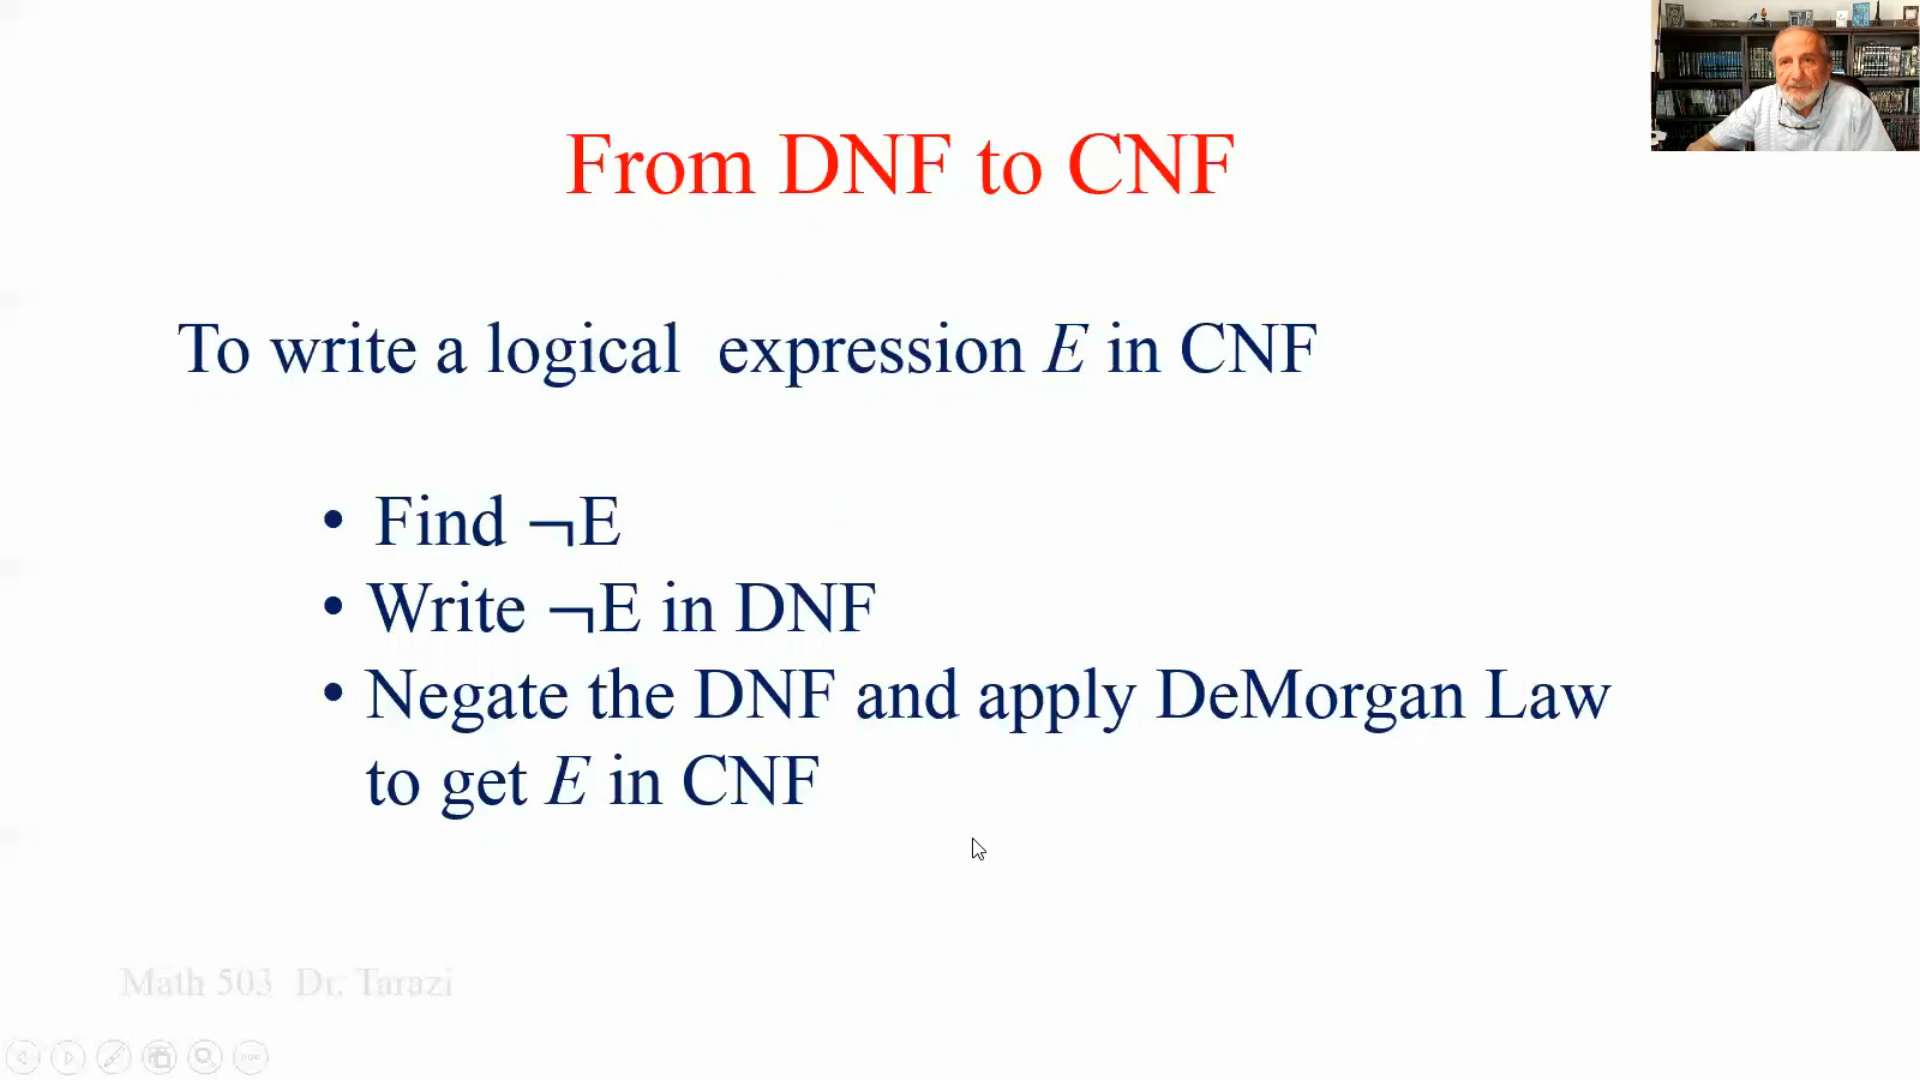 From DNF to CNF
To write a logical expression E in CNF
• Find ¬E
• Write ¬E in DNF
• Negate the DNF and apply DeMorgan Law
to get E in CNF
Math 503 Dr. Tarazi